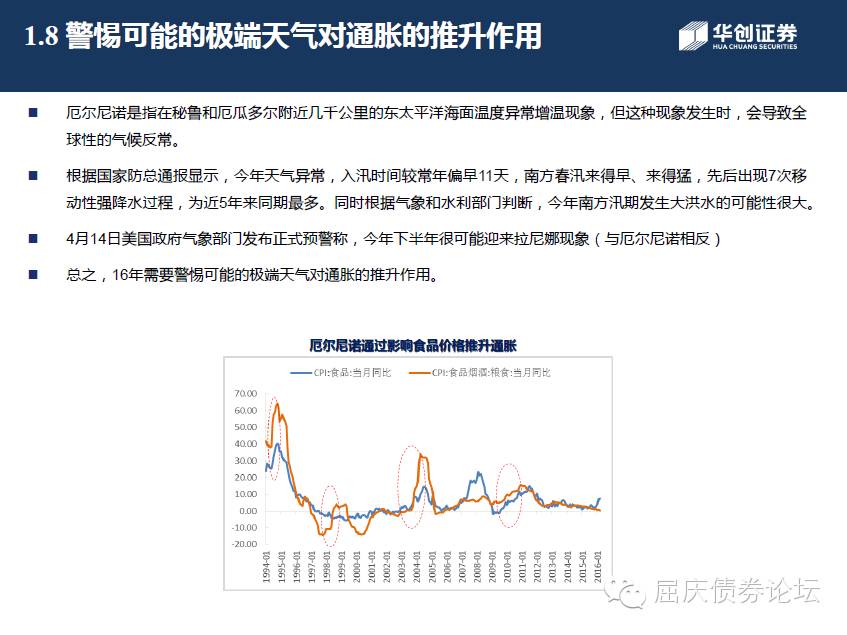 1.8 警惕可能的极端天气对通胀的推升作用
华创证券
HUA CHUANG SECURITIES
厄尔尼诺是指在秘鲁和厄瓜多尔附近几千公里的东太平洋海面温度异常增温现象，但这种现象发生时，会导致全
球性的气候反常。
根据国家防总通报显示，今年天气异常，入汛时间较常年偏早11天，南方春汛来得早、来得猛，先后出现7次移
动性强降水过程，为近5年来同期最多。同时根据气象和水利部门判断，今年南方汛期发生大洪水的可能性很大。
4月14日美国政府气象部门发布正式预警称，今年下半年很可能迎来拉尼娜现象（与厄尔尼诺相反）
总之，16年需要警惕可能的极端天气对通胀的推升作用。
厄尔尼诺通过影响食品价格推升通胀
CPI:食品:当月同比
CPI:食品烟酒:粮食:当月同比
70.00
60.00
50.00
40.00
30.00
20.00
10.00
0.00
-10.00
-20.00
1994-01
1995-01
1996-01
1997-01
1998-01
1999-01
2000-01
2001-01
2002-01
2003-01
2004-01
2005-01
2006-01
2007-01
2008-01
2009-01
2010-01
2011-01
2012-01
2013-01
2014-01
2015-01
2016-01
屈庆债券论坛